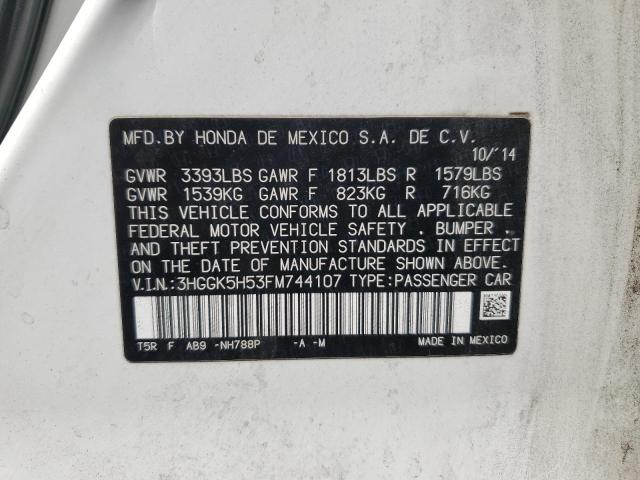 MFD.BY HONDA DE MEXICO S.A. DE C.V.
10/'14
GVWR 3393LBS GAWR F 1813LBS R 1579LBS
GVWR 1539KG GAWR F 823KG R 716KG
THIS VEHICLE CONFORMS TO ALL APPLICABLE
FEDERAL MOTOR VEHICLE SAFETY , BUMPER ,
AND THEFT PREVENTION STANDARDS IN EFFECT
ON THE DATE OF MANUFACTURE SHOWN ABOVE.
V.I.N.:3HGGK5H53FM744107 TYPE:PASSENGER CAR
T5R F AB9 -NH788P -A -M MADE IN MEXICO